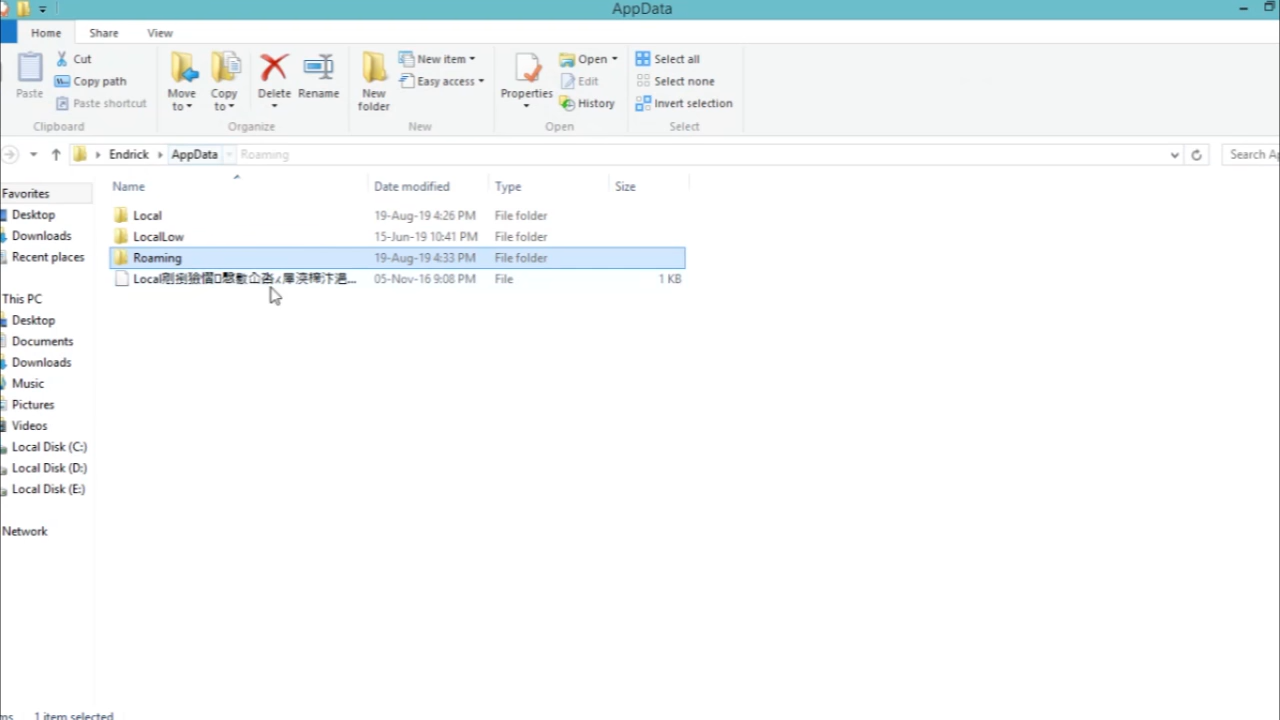 AppData
Home Share View
Cut
Copy path
Paste shortcut
Paste
Clipboard
Move to
Copy to
Delete
Rename
Organize
New folder
New item
Easy access
New
Properties
Open
Edit
History
Open
Select all
Select none
Invert selection
Select
Endrick AppData Roaming
Search Ap
Name Date modified Type Size
Local 19-Aug-19 4:26 PM File folder
LocalLow 15-Jun-19 10:41 PM File folder
Roaming 19-Aug-19 4:33 PM File folder
Local 05-Nov-16 9:08 PM File 1 KB
Favorites
Desktop
Downloads
Recent places
This PC
Desktop
Documents
Downloads
Music
Pictures
Videos
Local Disk (C:)
Local Disk (D:)
Local Disk (E:)
Network
ms 1 item selected